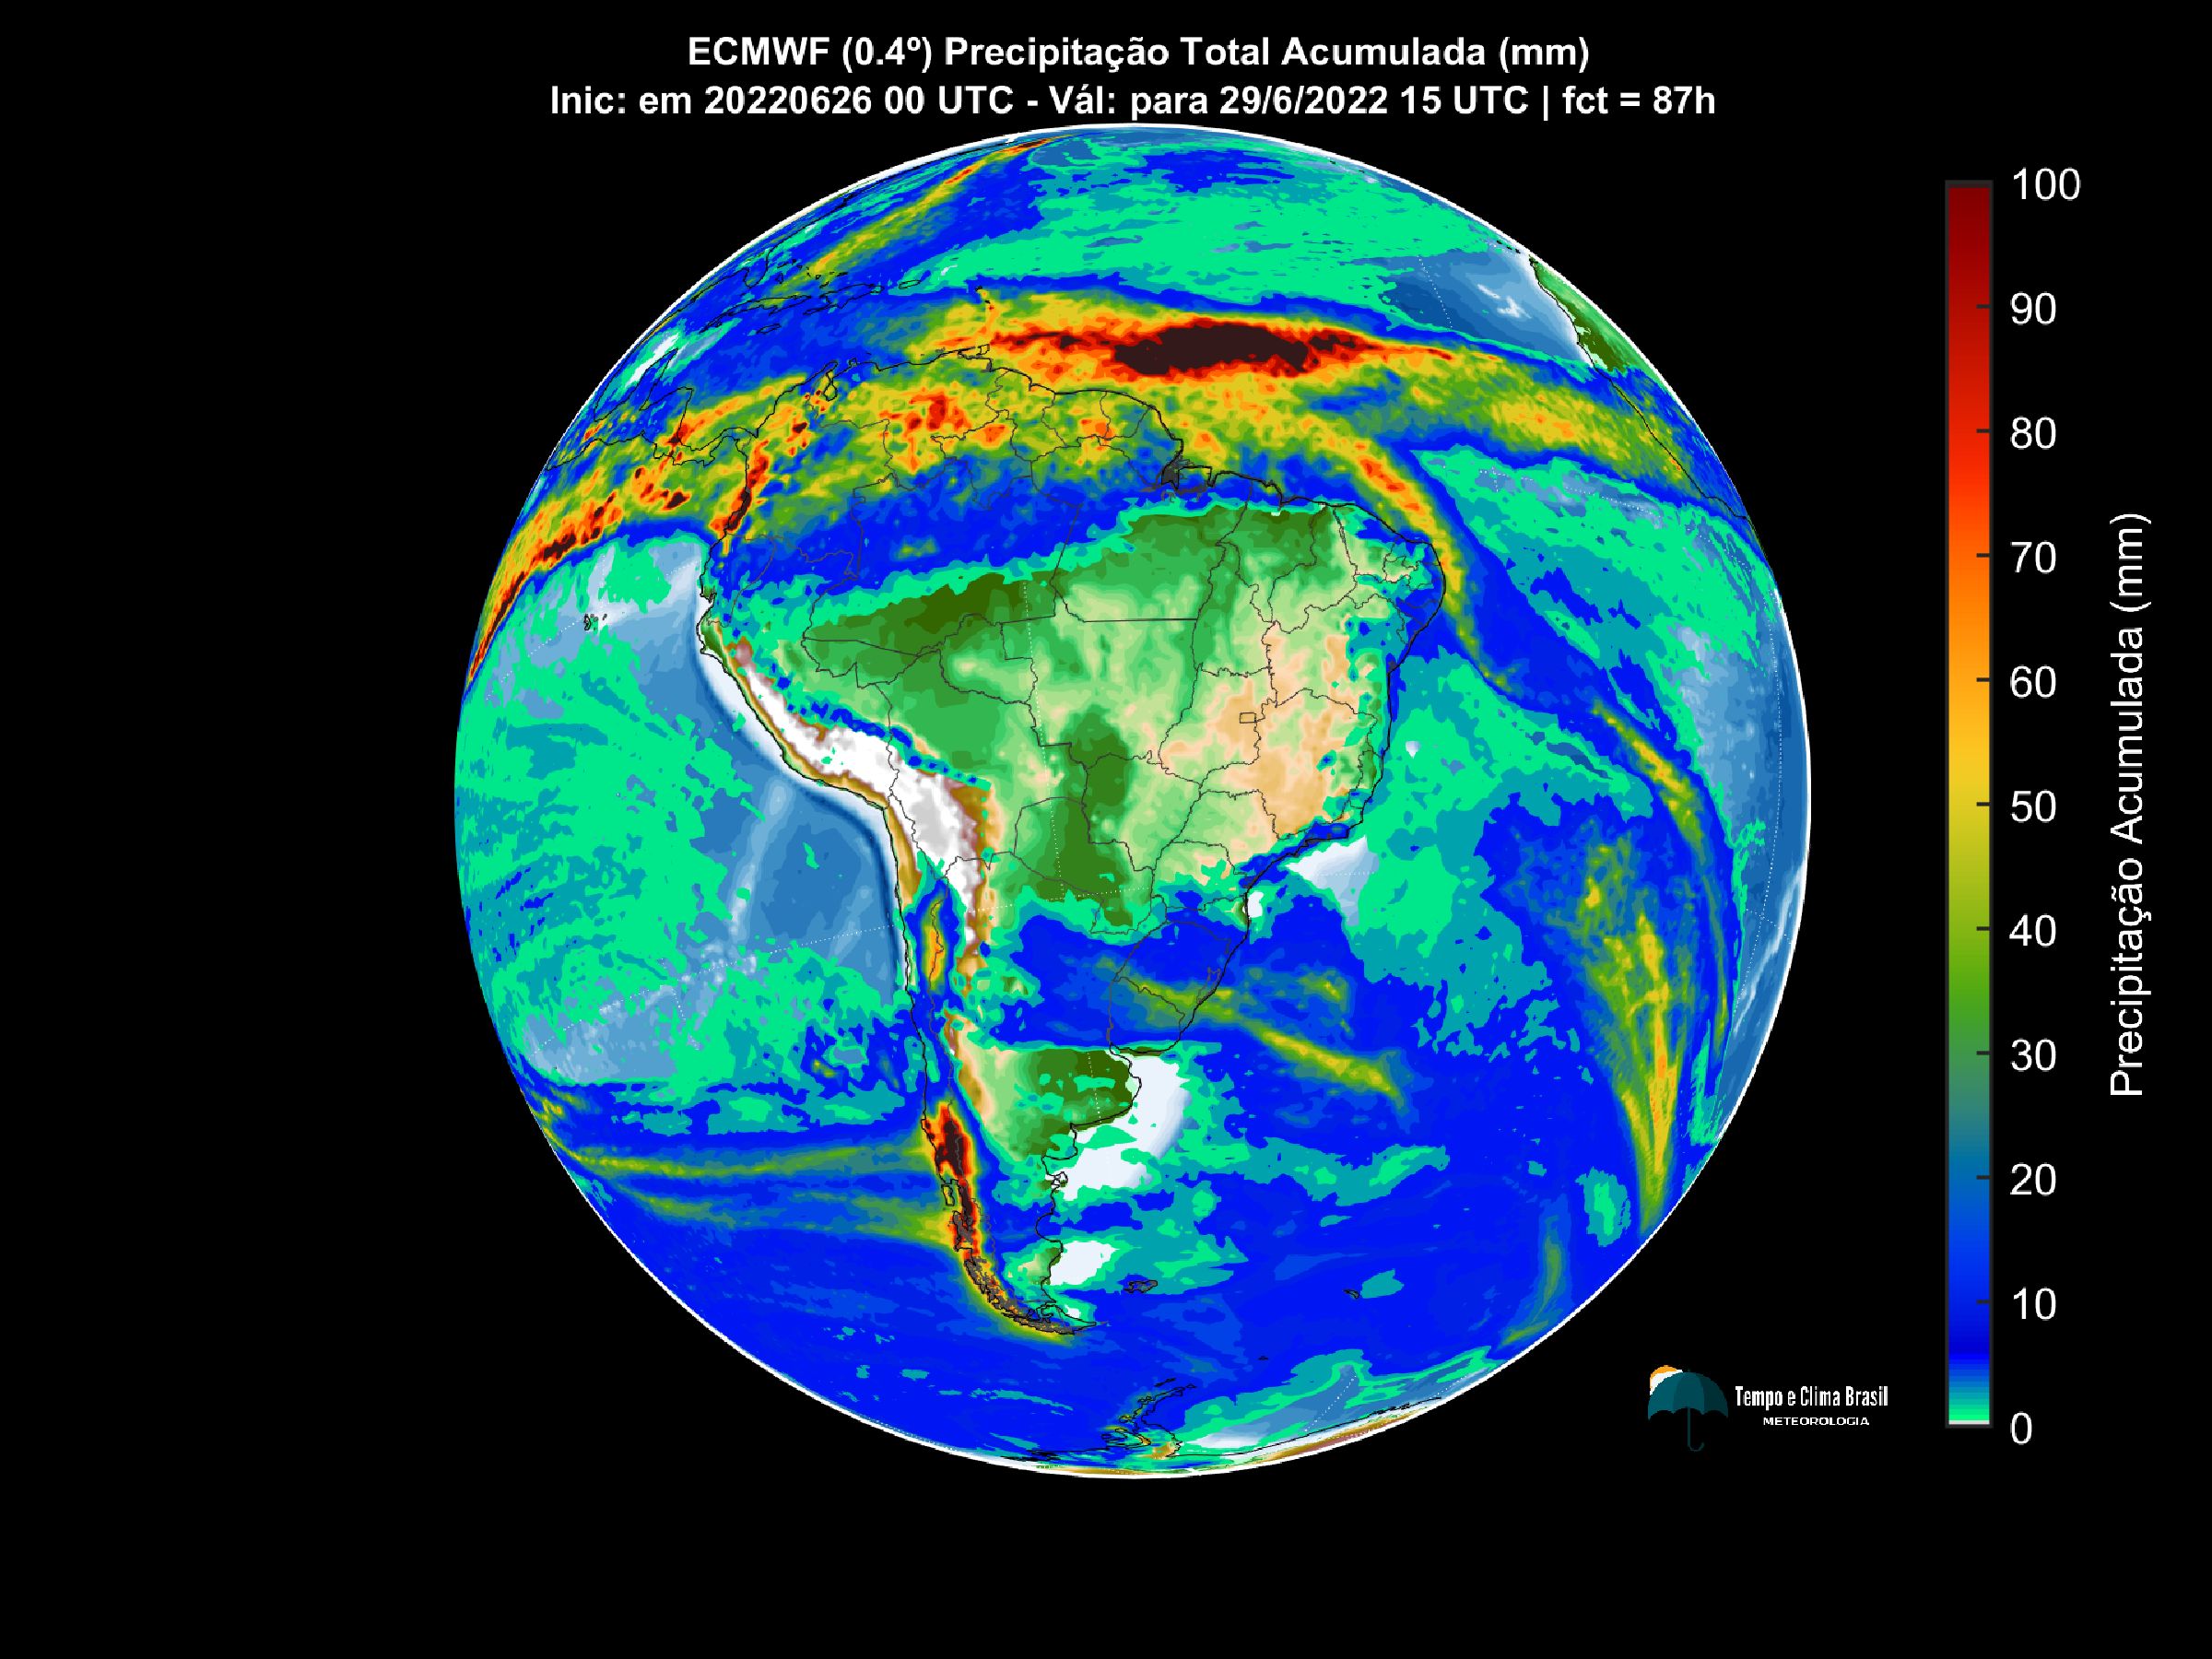 ECMWF (0.4º) Precipitação Total Acumulada (mm)
Inic: em 20220626 00 UTC - Vál: para 29/6/2022 15 UTC | fct = 87h
100
90
80
70
60
50
40
30
20
10
0
Precipitação Acumulada (mm)
Tempo e Clima Brasil
METEOROLOGIA